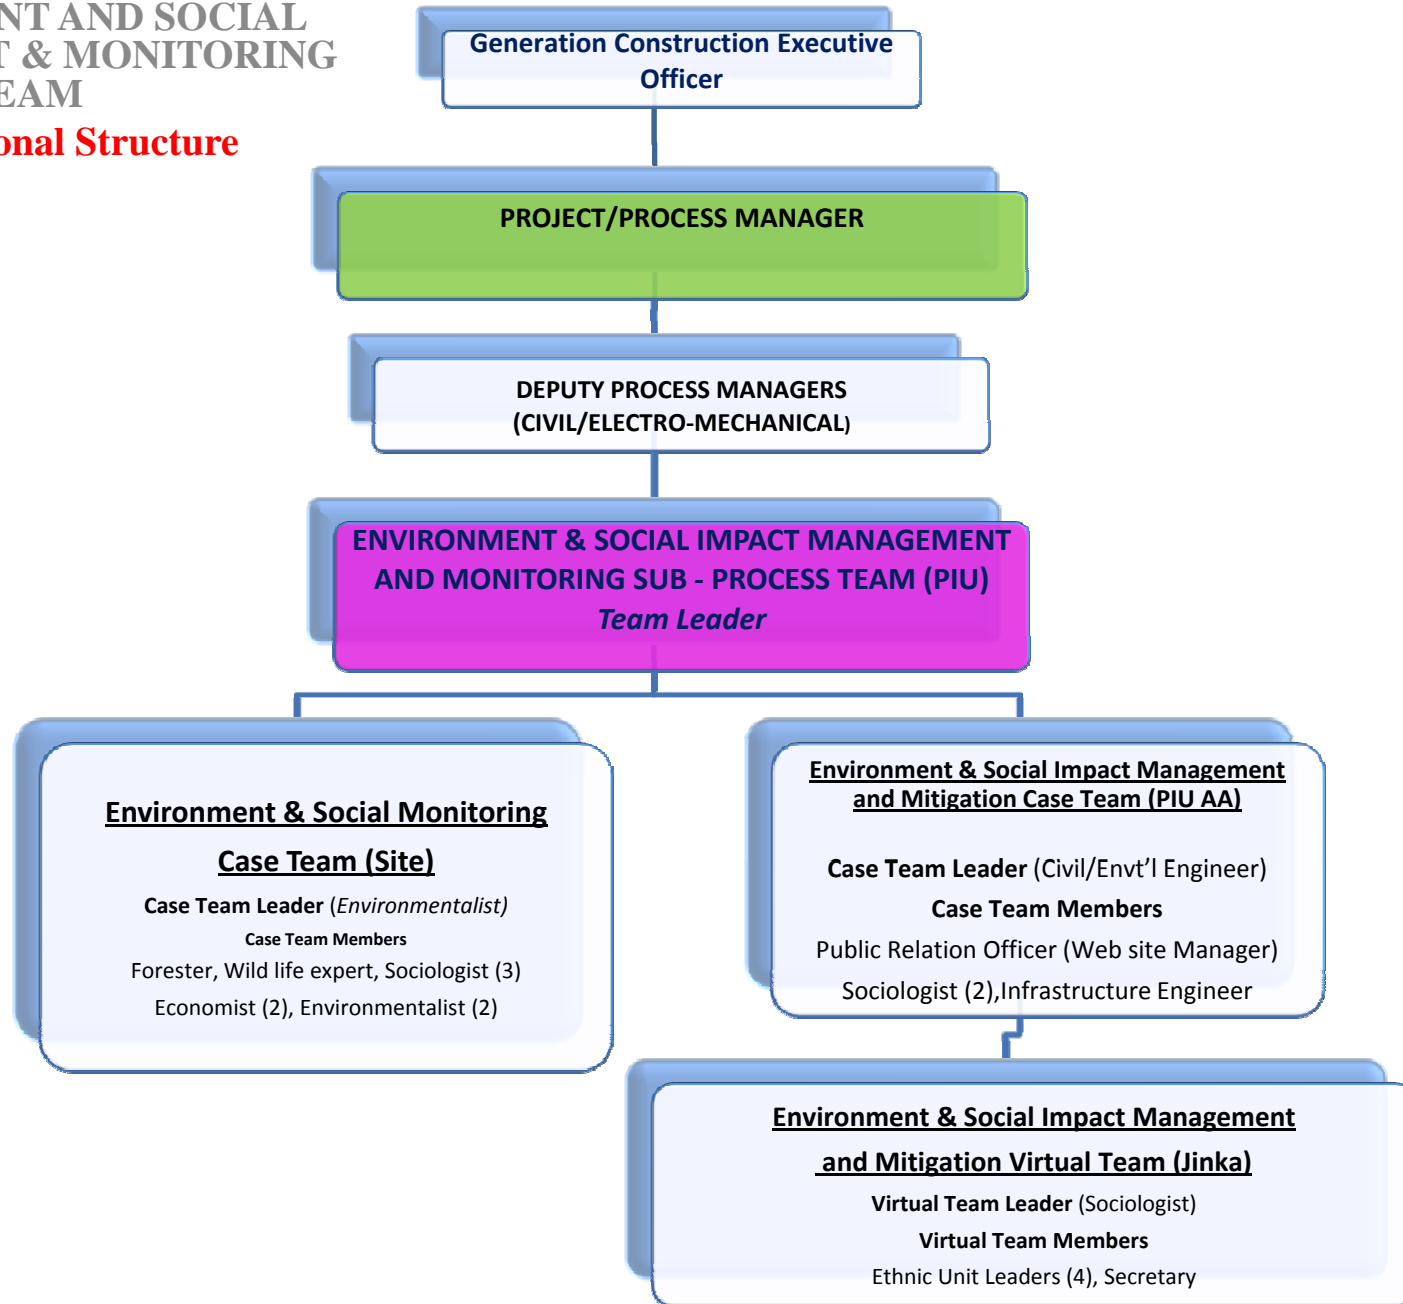 AND SOCIAL
& MONITORING
Structure
Generation Construction Executive
Officer
PROJECT/PROCESS MANAGER
DEPUTY PROCESS MANAGERS
(CIVIL/ELECTRO-MECHANICAL)
ENVIRONMENT & SOCIAL IMPACT MANAGEMENT
AND MONITORING SUB - PROCESS TEAM (PIU)
Team Leader
Environment & Social Monitoring
Case Team (Site)
Case Team Leader (Environmentalist)
Case Team Members
Forester, Wild life expert, Sociologist (3)
Economist (2), Environmentalist (2)
Environment & Social Impact Management
and Mitigation Case Team (PIU AA)
Case Team Leader (Civil/Envt’l Engineer)
Case Team Members
Public Relation Officer (Web site Manager)
Sociologist (2),Infrastructure Engineer
Environment & Social Impact Management
and Mitigation Virtual Team (Jinka)
Virtual Team Leader (Sociologist)
Virtual Team Members
Ethnic Unit Leaders (4), Secretary